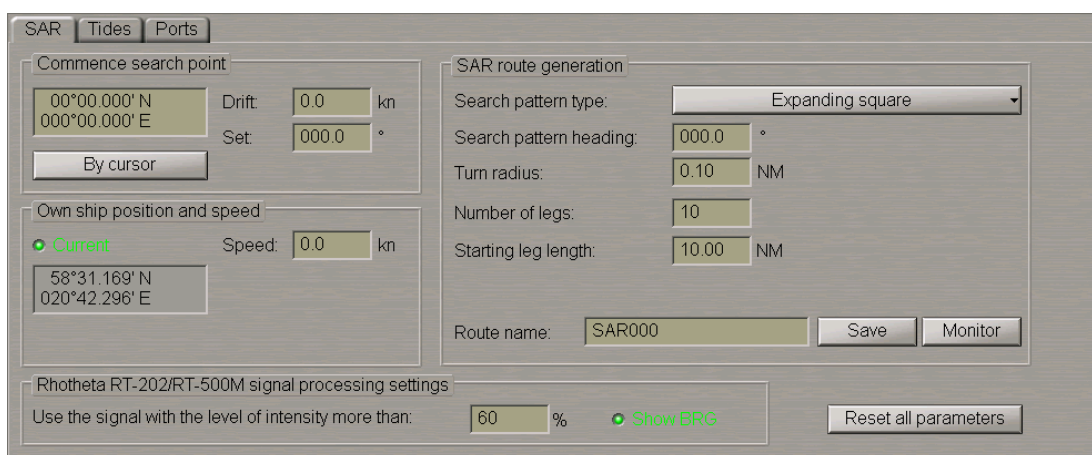 SAR Tides Ports
Commence search point
00°00.000' N
000°00.000' E
Drift: 0.0 kn
Set: 000.0 °
By cursor
Own ship position and speed
Current Speed: 0.0 kn
58°31.169' N
020°42.296' E
SAR route generation
Search pattern type: Expanding square
Search pattern heading: 000.0 °
Turn radius: 0.10 NM
Number of legs: 10
Starting leg length: 10.00 NM
Route name: SAR000 Save Monitor
Rhotheta RT-202/RT-500M signal processing settings
Use the signal with the level of intensity more than: 60 % Show BRG
Reset all parameters